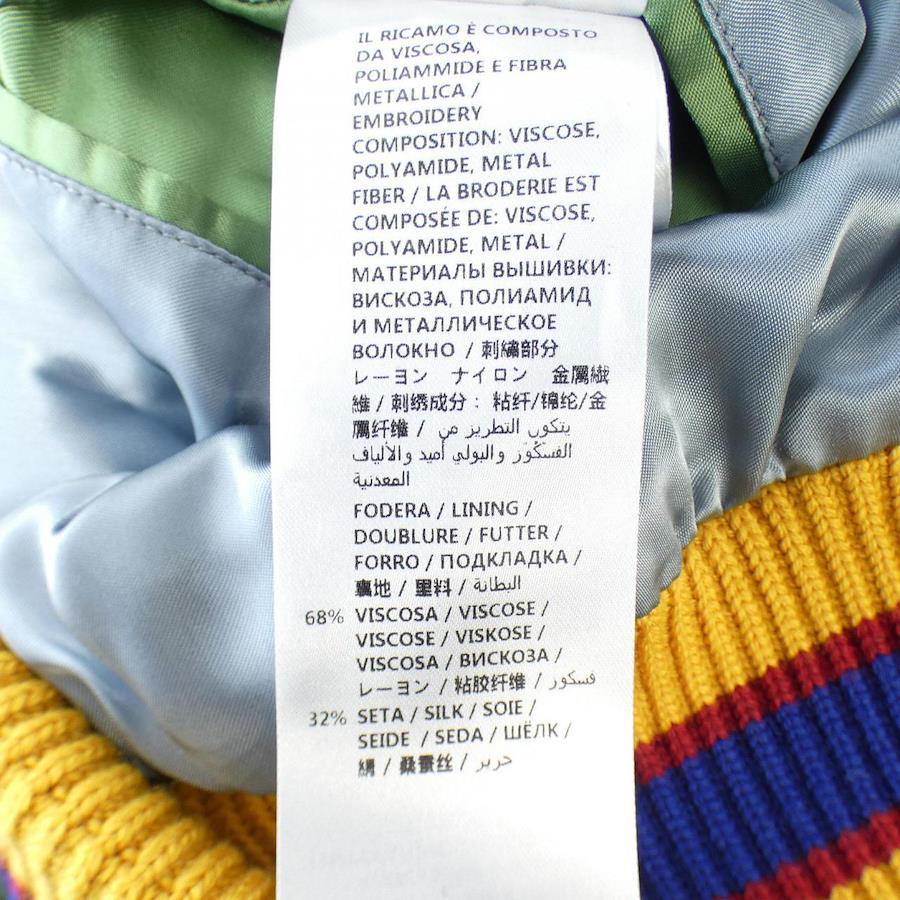 IL RICAMO È COMPOSTO
DA VISCOSA,
POLIAMMIDE E FIBRA
METALLICA /
EMBROIDERY
COMPOSITION: VISCOSE,
POLYAMIDE, METAL
FIBER / LA BRODERIE EST
COMPOSÉE DE: VISCOSE,
POLYAMIDE, METAL /
МАТЕРИАЛЫ ВЫШИВКИ:
ВИСКОЗА, ПОЛИАМИД
И МЕТАЛЛИЧЕСКОЕ
ВОЛОКНО / 刺繍部分
レーヨン　ナイロン　金属繊
維 / 刺绣成分： 粘纤/锦纶/金
属纤维 / يتكون التطريز من
الفسكوز والبولي أميد والألياف
المعدنية
FODERA / LINING /
DOUBLURE / FUTTER /
FORRO / ПОДКЛАДКА /
裏地 / 里料 / البطانة
68% VISCOSA / VISCOSE /
VISCOSE / VISKOSE /
VISCOSA / ВИСКОЗА /
レーヨン / 粘胶纤维 / فسكوز
32% SETA / SILK / SOIE /
SEIDE / SEDA / ШЁЛК /
絹 / 桑蚕丝 / حرير